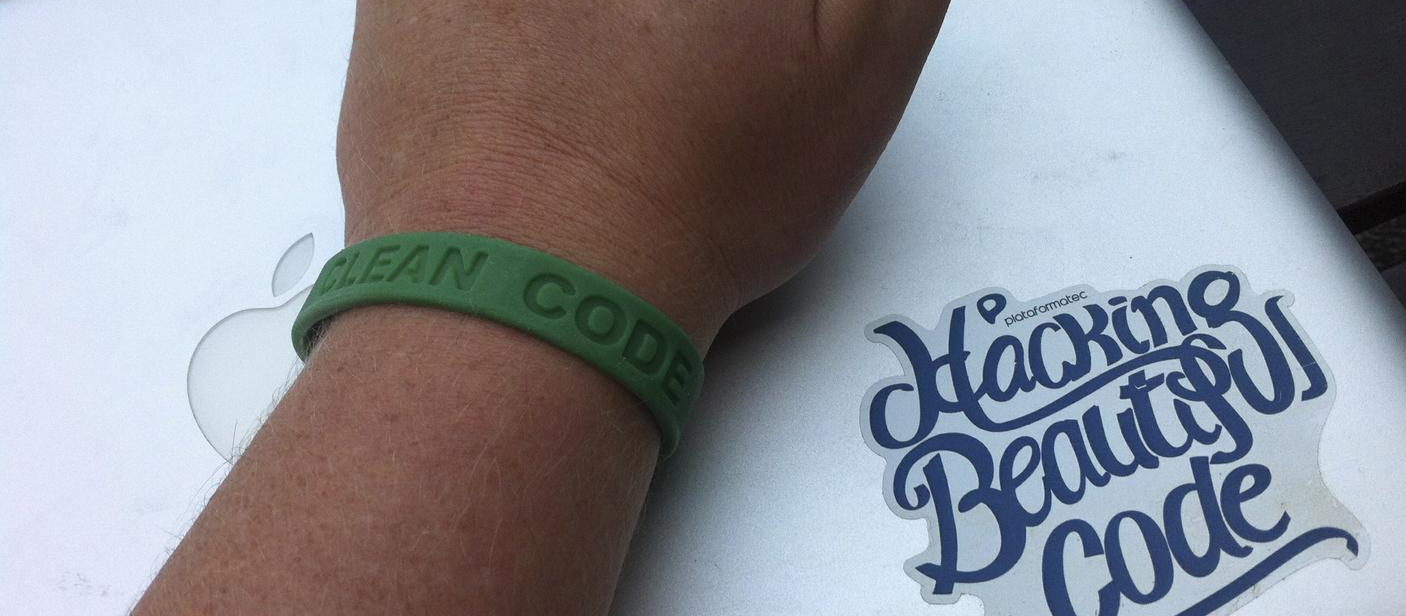 CLEAN CODE
plataformatec
Hacking
Beautiful
Code